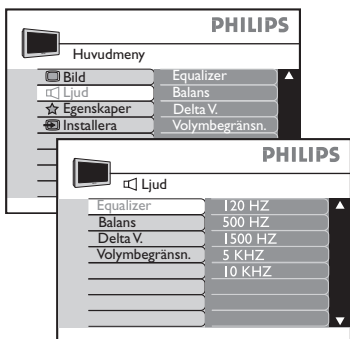 PHILIPS
Huvudmeny
Bild Equalizer
Ljud Balans
Egenskaper Delta V.
Installera Volymbegränsn.
PHILIPS
Ljud
Equalizer 120 HZ
Balans 500 HZ
Delta V. 1500 HZ
Volymbegränsn. 5 KHZ
10 KHZ